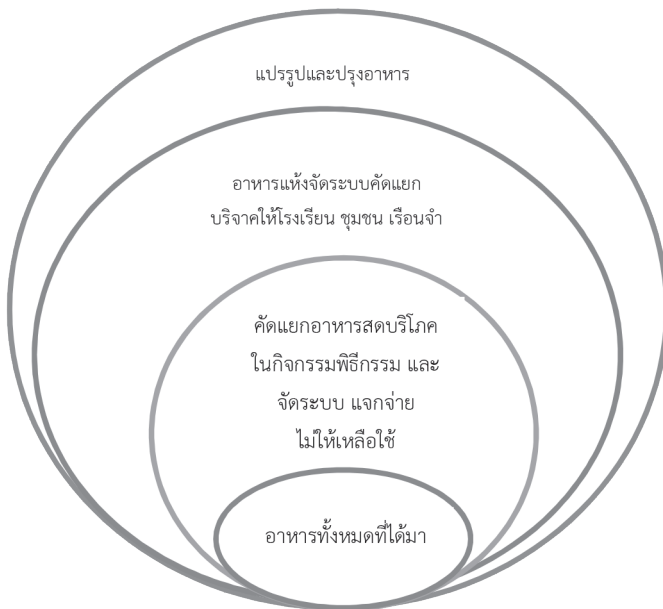 แปรรูปและปรุงอาหาร
อาหารแห้งจัดระบบคัดแยก
บริจาคให้โรงเรียน ชุมชน เรือนจำ
คัดแยกอาหารสดบริโภค
ในกิจกรรมพิธีกรรม และ
จัดระบบ แจกจ่าย
ไม่ให้เหลือใช้
อาหารทั้งหมดที่ได้มา